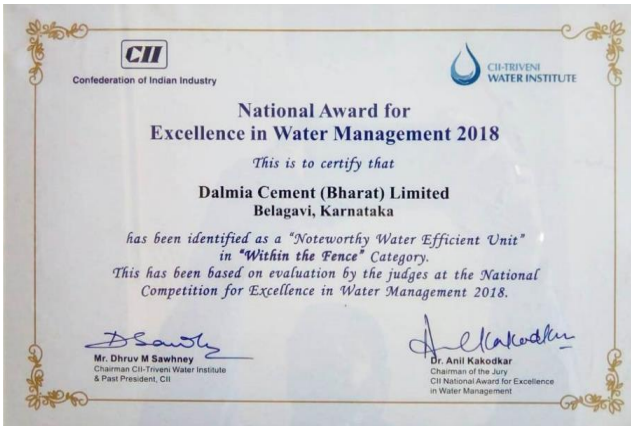 CII
Confederation of Indian Industry
CII-TRIVENI
WATER INSTITUTE
National Award for
Excellence in Water Management 2018
This is to certify that
Dalmia Cement (Bharat) Limited
Belagavi, Karnataka
has been identified as a "Noteworthy Water Efficient Unit"
in "Within the Fence" Category.
This has been based on evaluation by the judges at the National
Competition for Excellence in Water Management 2018.
DSawhny
Mr. Dhruv M Sawhney
Chairman CII-Triveni Water Institute
& Past President, CII
Anil Kakodkar
Dr. Anil Kakodkar
Chairman of the Jury
CII National Award for Excellence
in Water Management